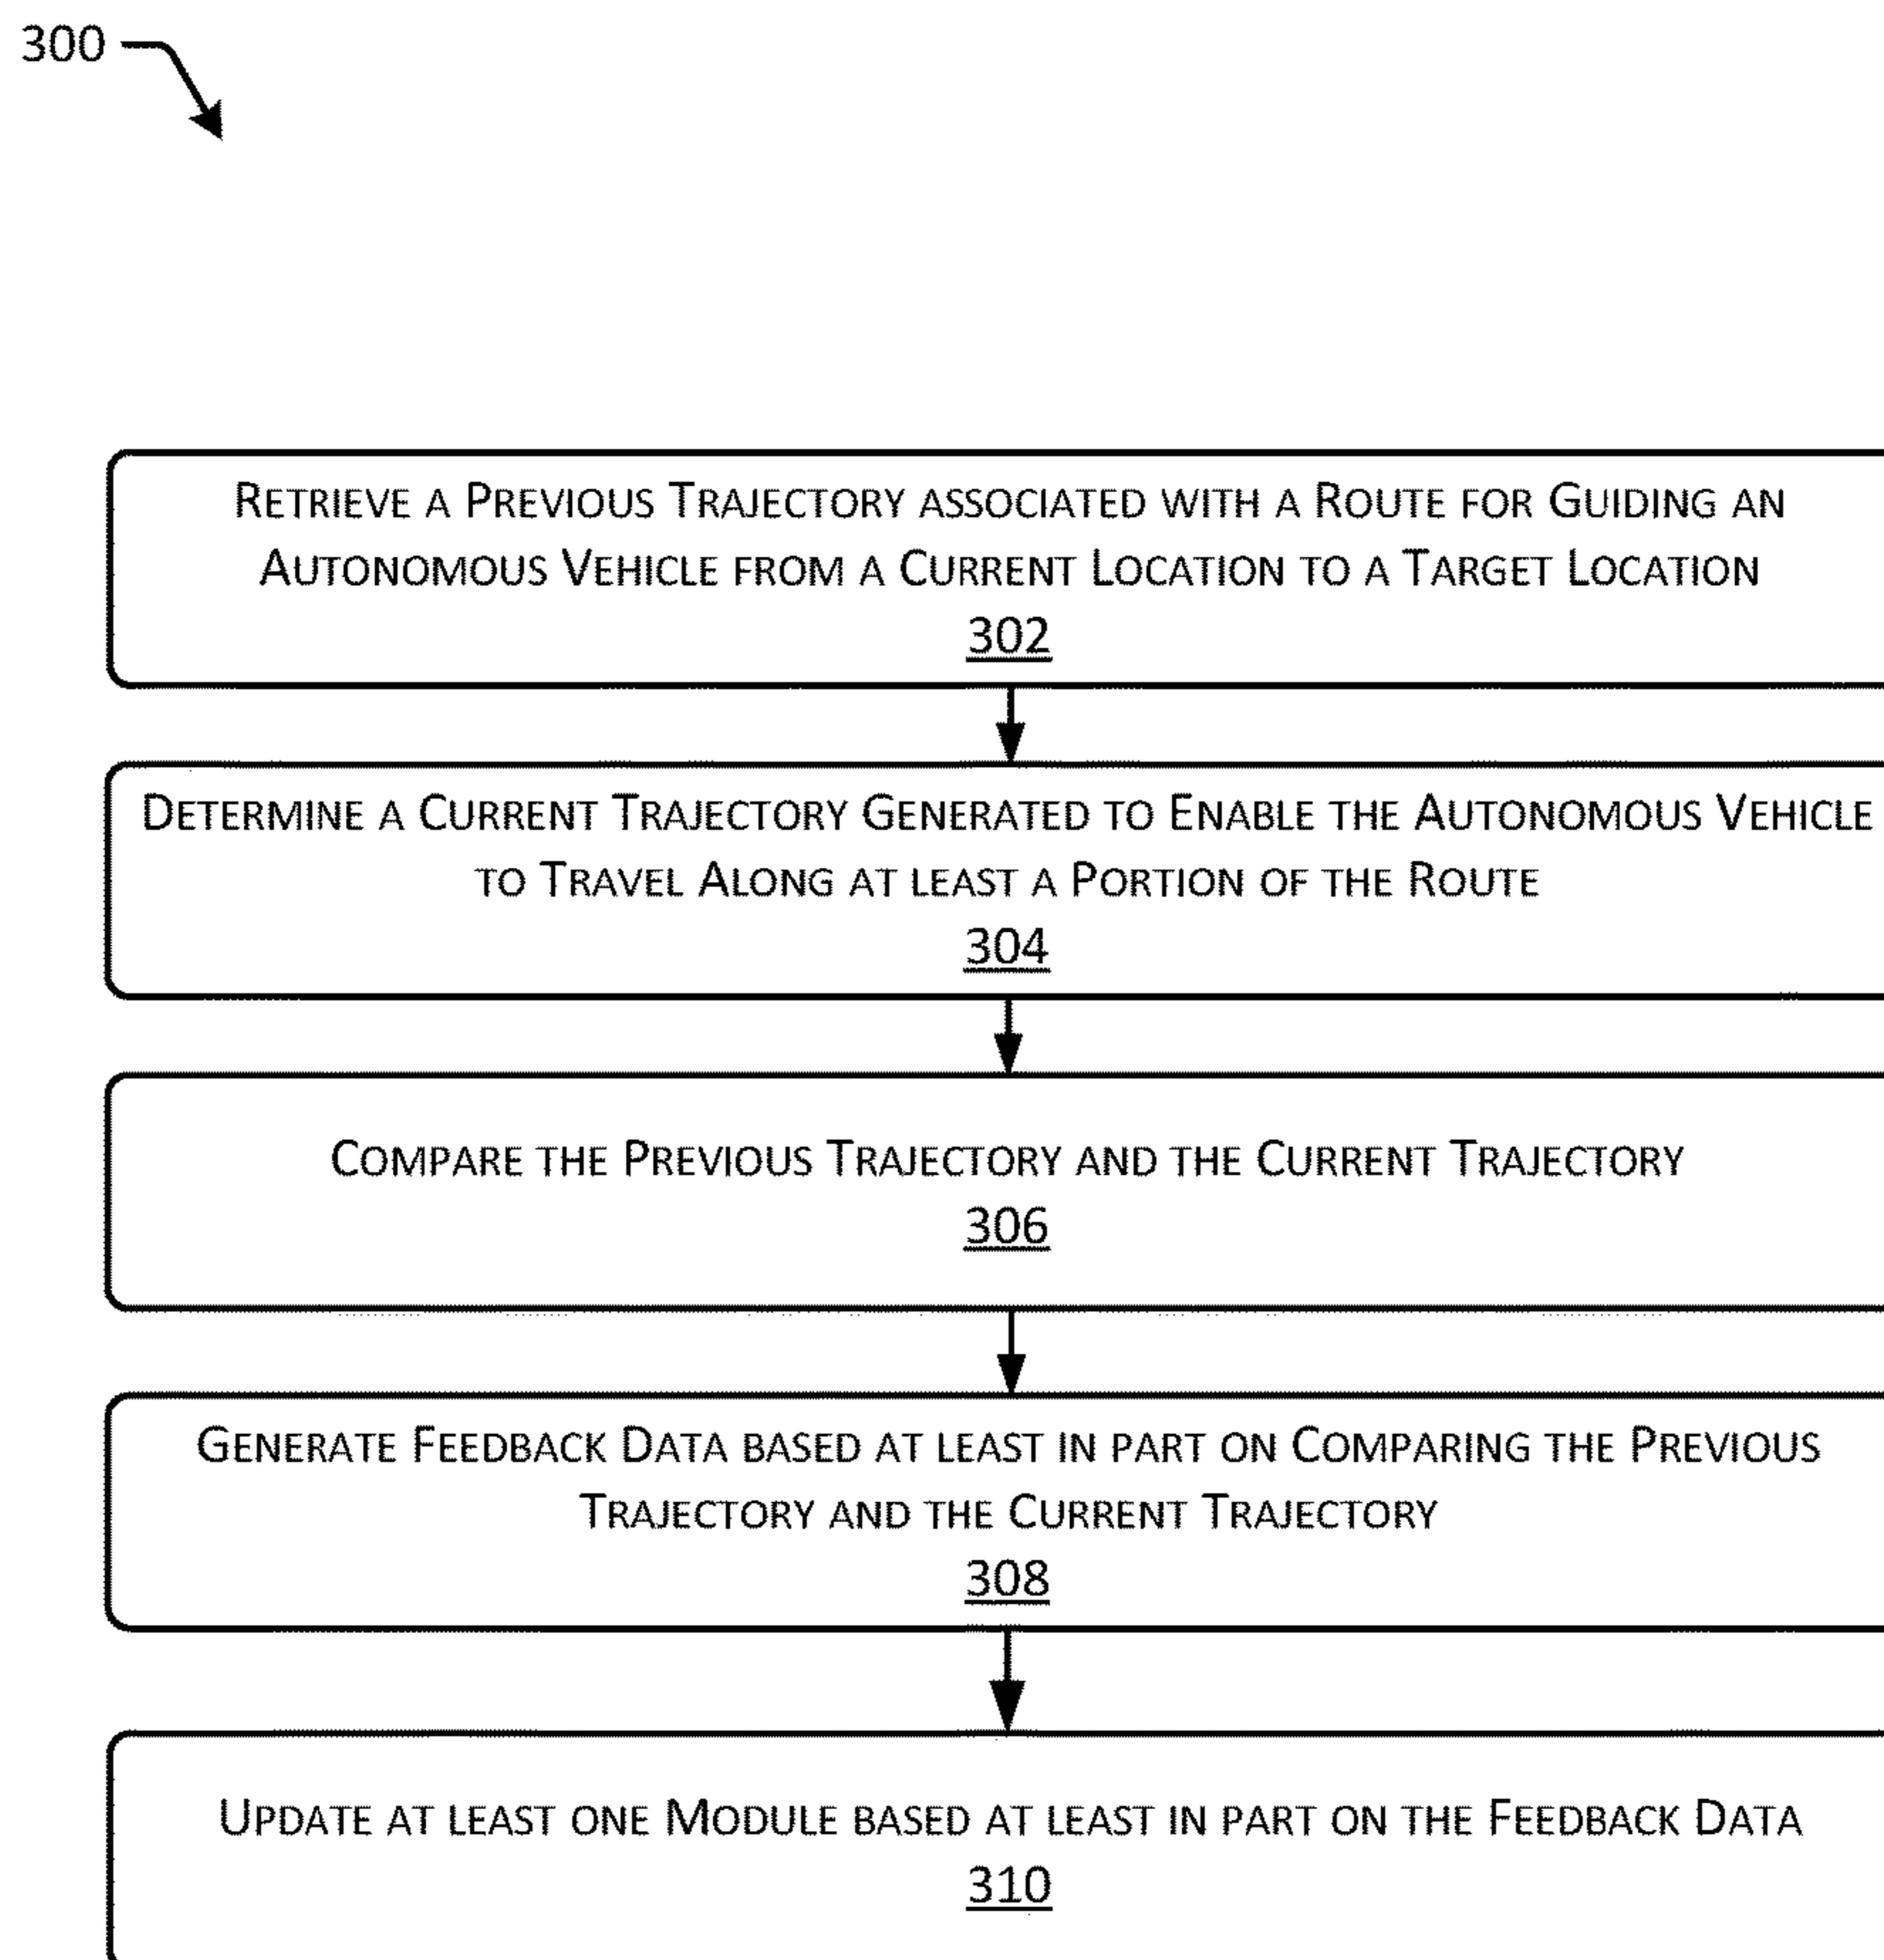 300
Retrieve a Previous Trajectory associated with a Route for Guiding an
Autonomous Vehicle from a Current Location to a Target Location
302
Determine a Current Trajectory Generated to Enable the Autonomous Vehicle
to Travel Along at least a Portion of the Route
304
Compare the Previous Trajectory and the Current Trajectory
306
Generate Feedback Data based at least in part on Comparing the Previous
Trajectory and the Current Trajectory
308
Update at least one Module based at least in part on the Feedback Data
310